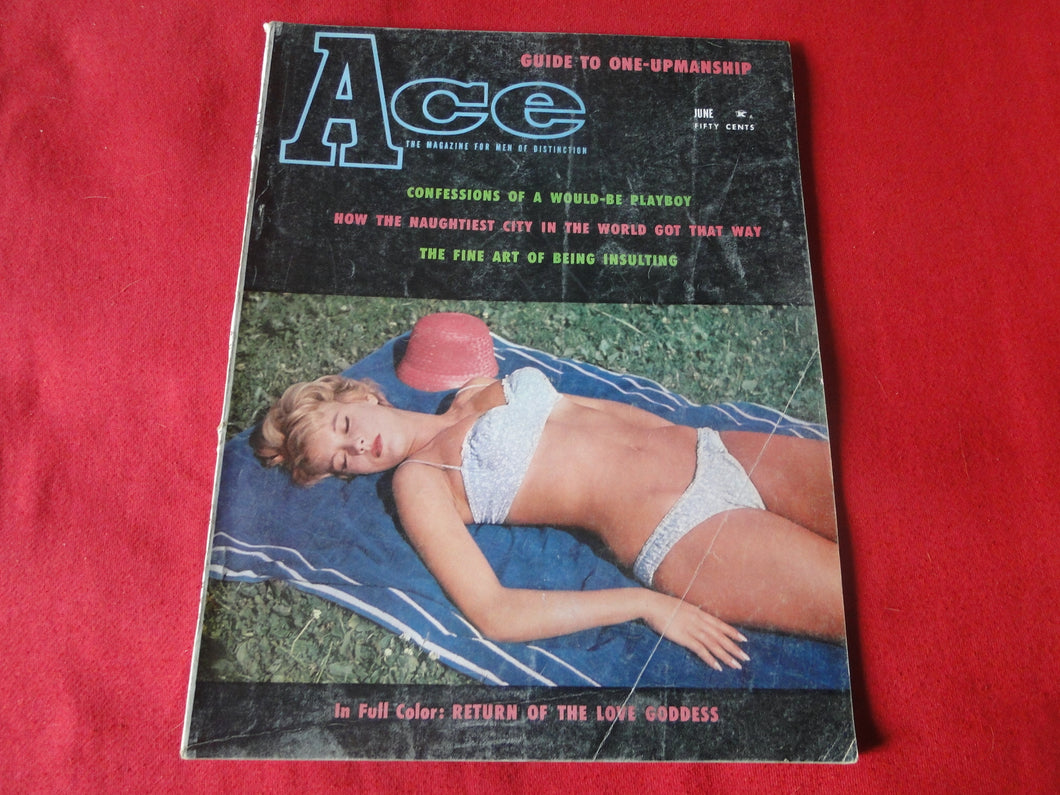 GUIDE TO ONE-UPMANSHIP
Ace
JUNE
FIFTY CENTS
THE MAGAZINE FOR MEN OF DISTINCTION
CONFESSIONS OF A WOULD-BE PLAYBOY
HOW THE NAUGHTIEST CITY IN THE WORLD GOT THAT WAY
THE FINE ART OF BEING INSULTING
In Full Color: RETURN OF THE LOVE GODDESS